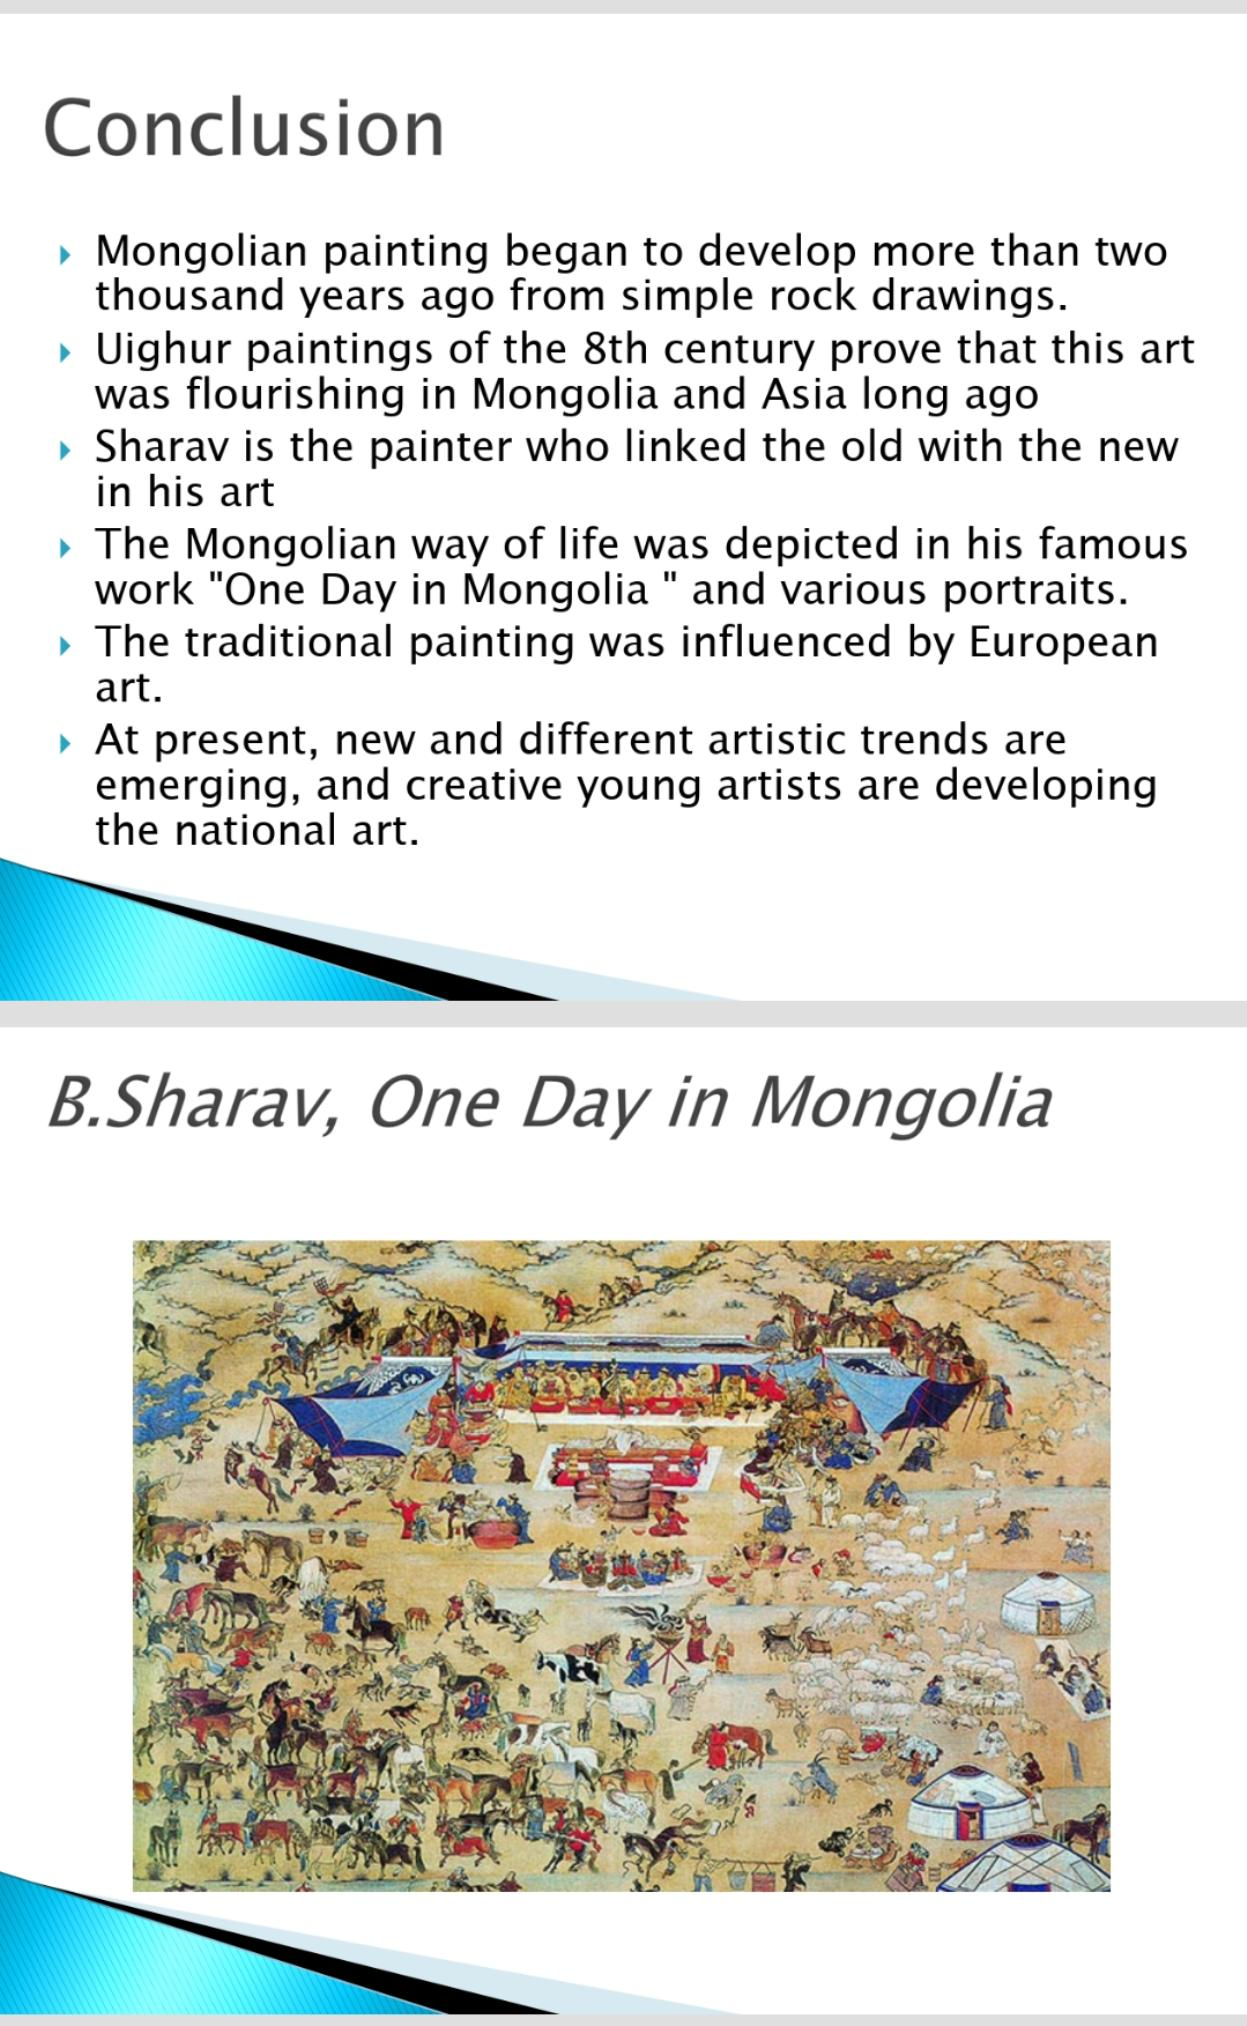 Conclusion
Mongolian painting began to develop more than two
thousand years ago from simple rock drawings.
Uighur paintings of the 8th century prove that this art
was flourishing in Mongolia and Asia long ago
Sharav is the painter who linked the old with the new
in his art
The Mongolian way of life was depicted in his famous
work "One Day in Mongolia " and various portraits.
The traditional painting was influenced by European
art.
At present, new and different artistic trends are
emerging, and creative young artists are developing
the national art.
B.Sharav, One Day in Mongolia